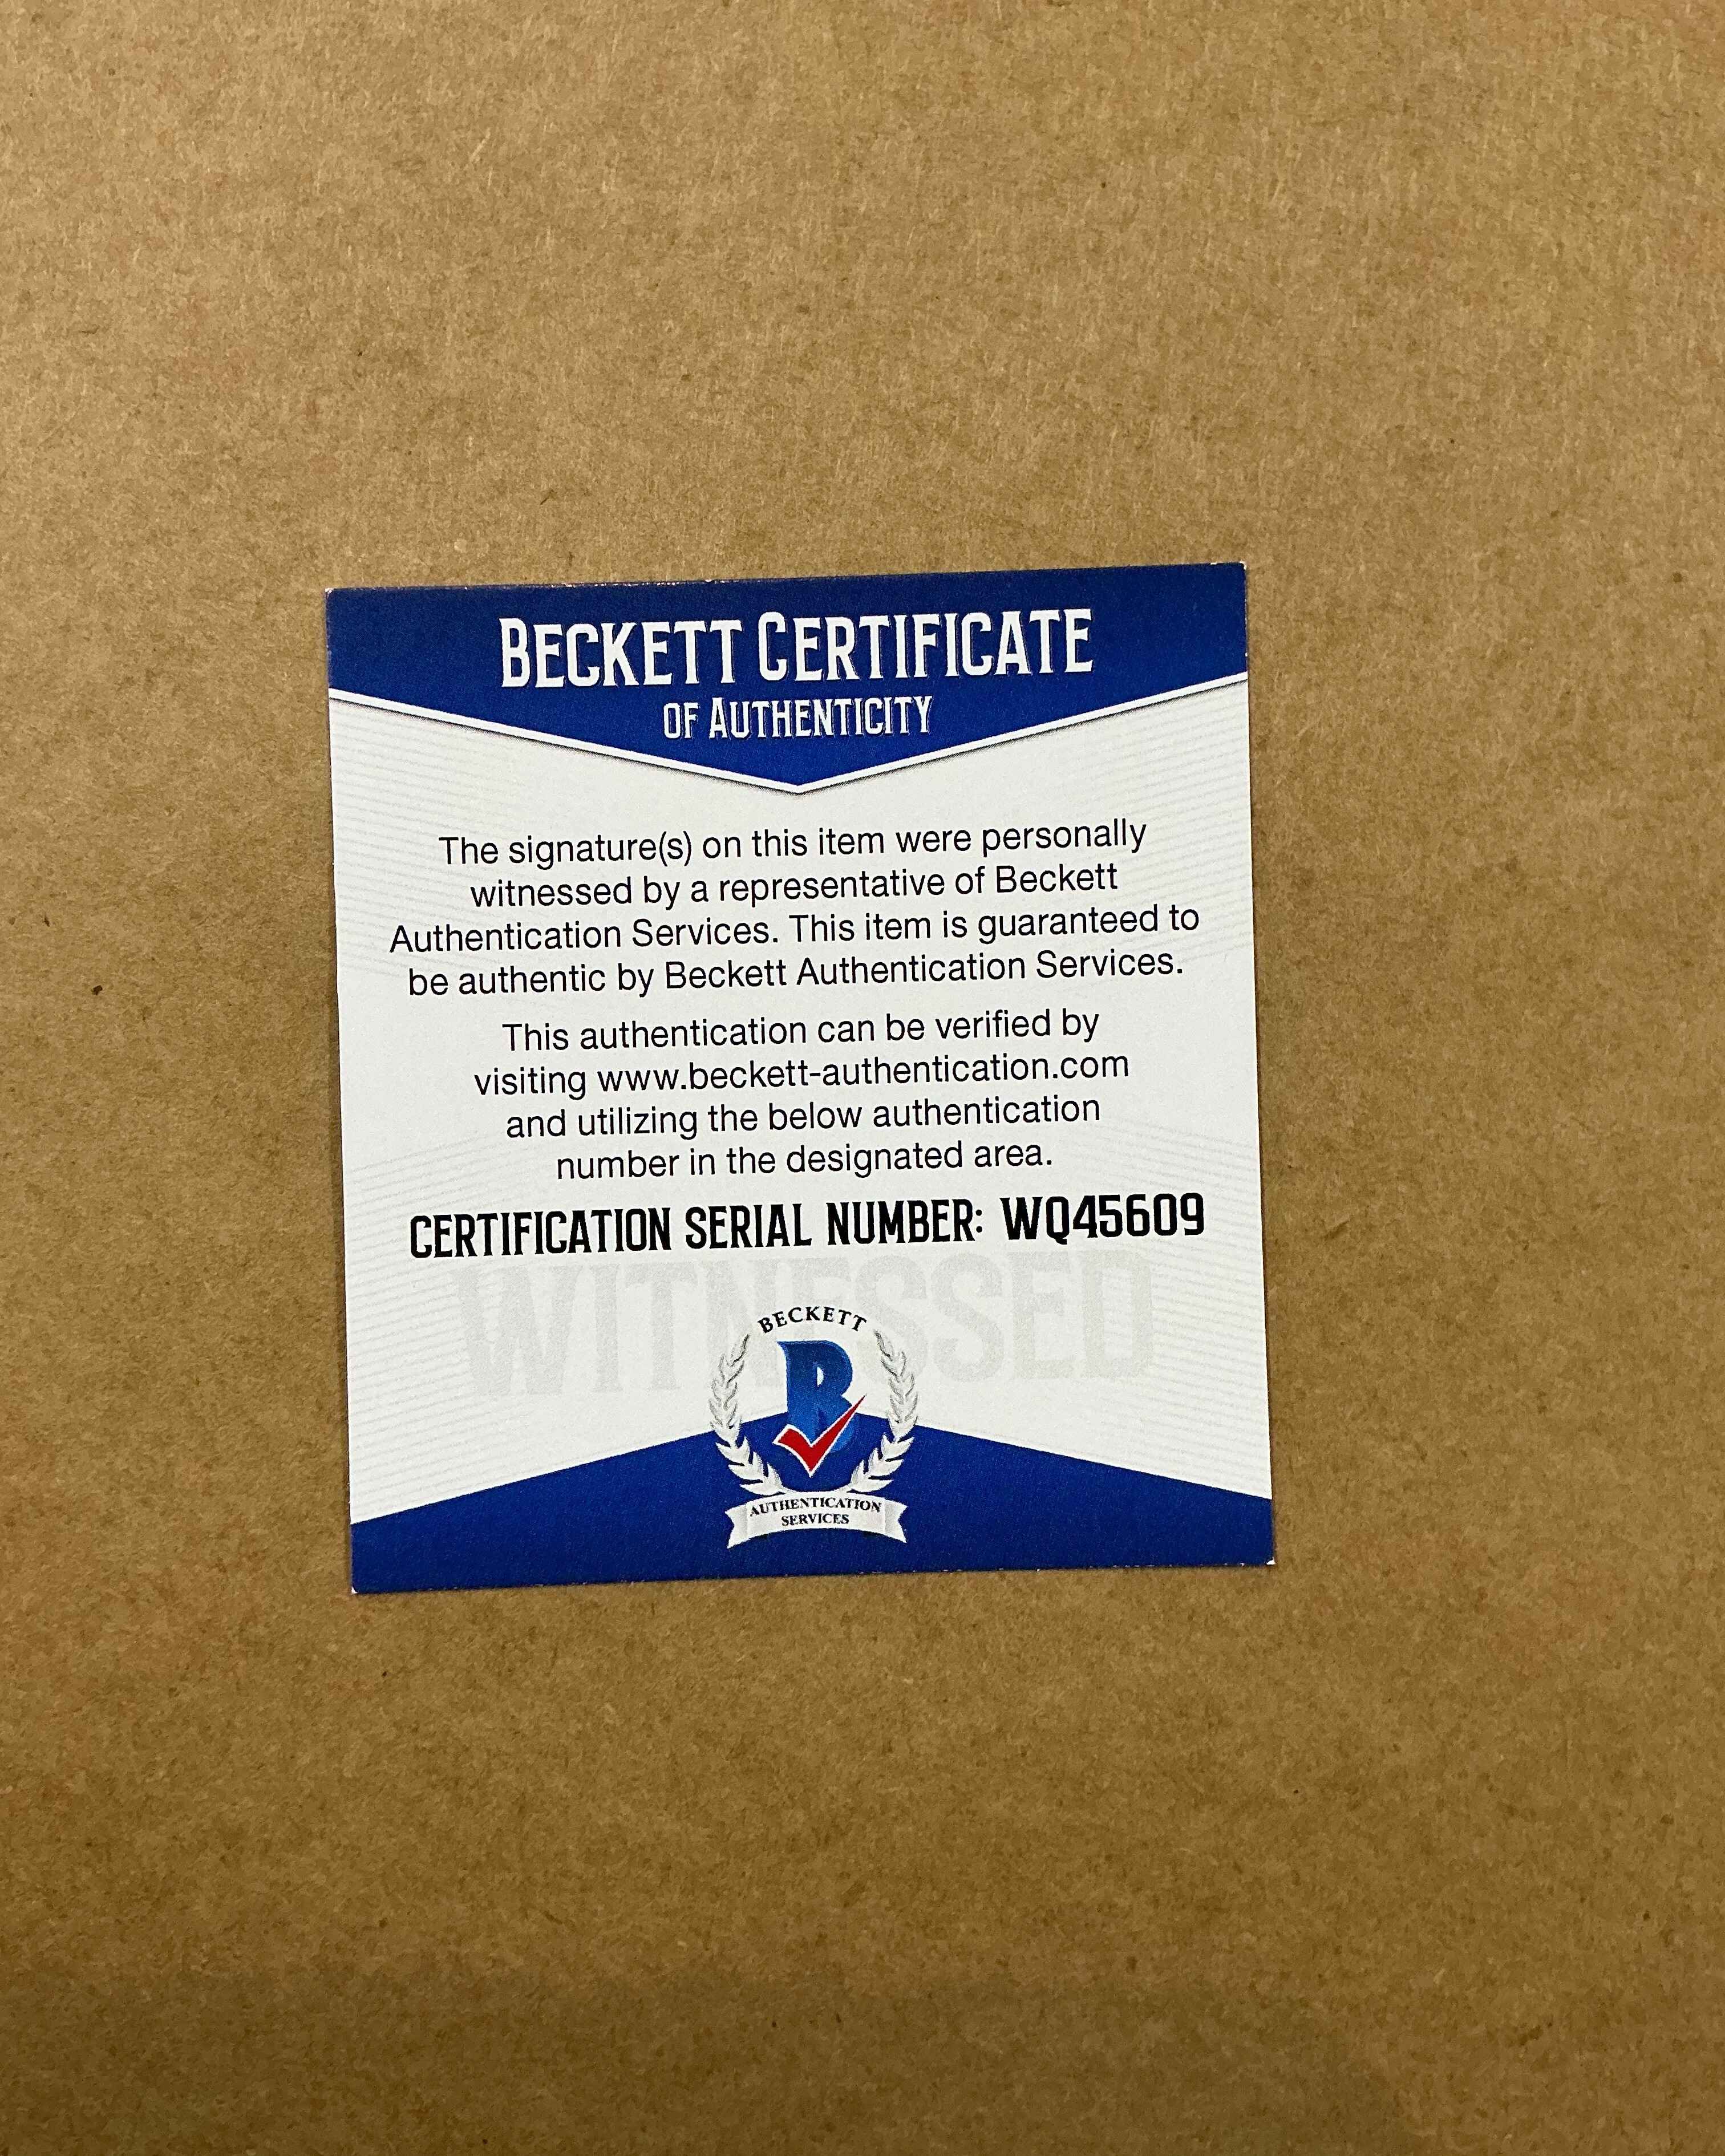 BECKETT CERTIFICATE
OF AUTHENTICITY
The signature(s) on this item were personally
witnessed by a representative of Beckett
Authentication Services. This item is guaranteed to
be authentic by Beckett Authentication Services.
This authentication can be verified by
visiting www.beckett-authentication.com
and utilizing the below authentication
number in the designated area.
CERTIFICATION SERIAL NUMBER: WQ45609
WITNESSED
BECKETT
B
AUTHENTICATION
SERVICES